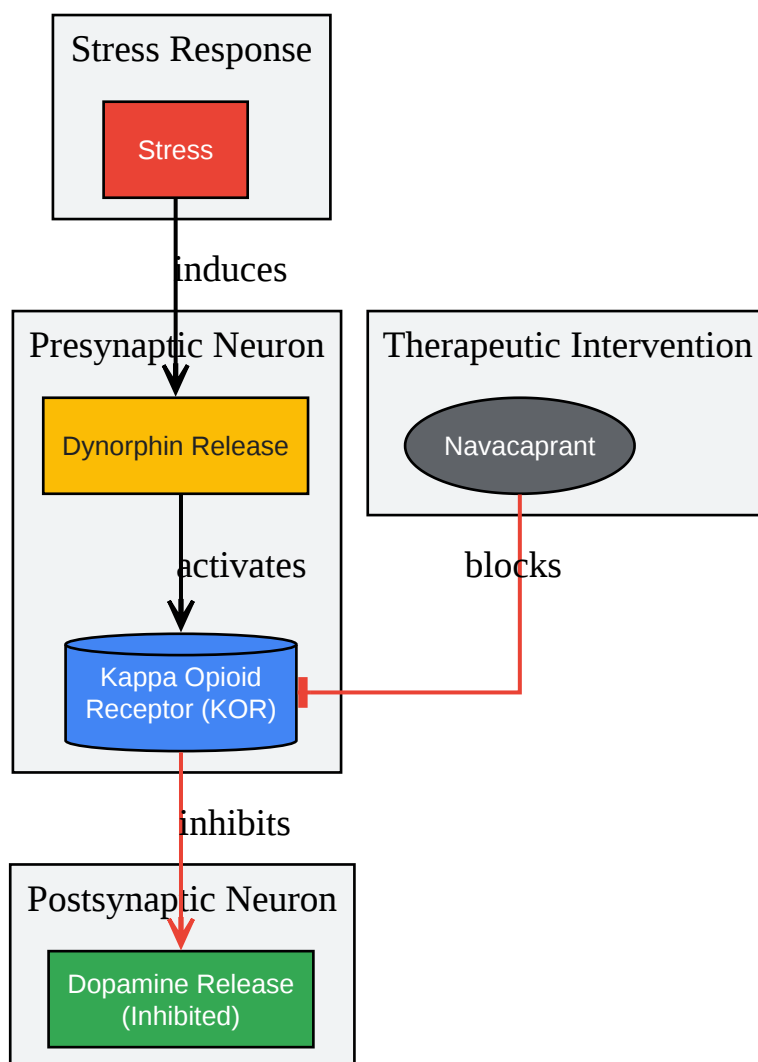 Stress Response
Stress
induces
Presynaptic Neuron
Therapeutic Intervention
Dynorphin Release
Navacaprant
activates
blocks
Kappa Opioid
Receptor (KOR)
inhibits
Postsynaptic Neuron
Dopamine Release
(Inhibited)